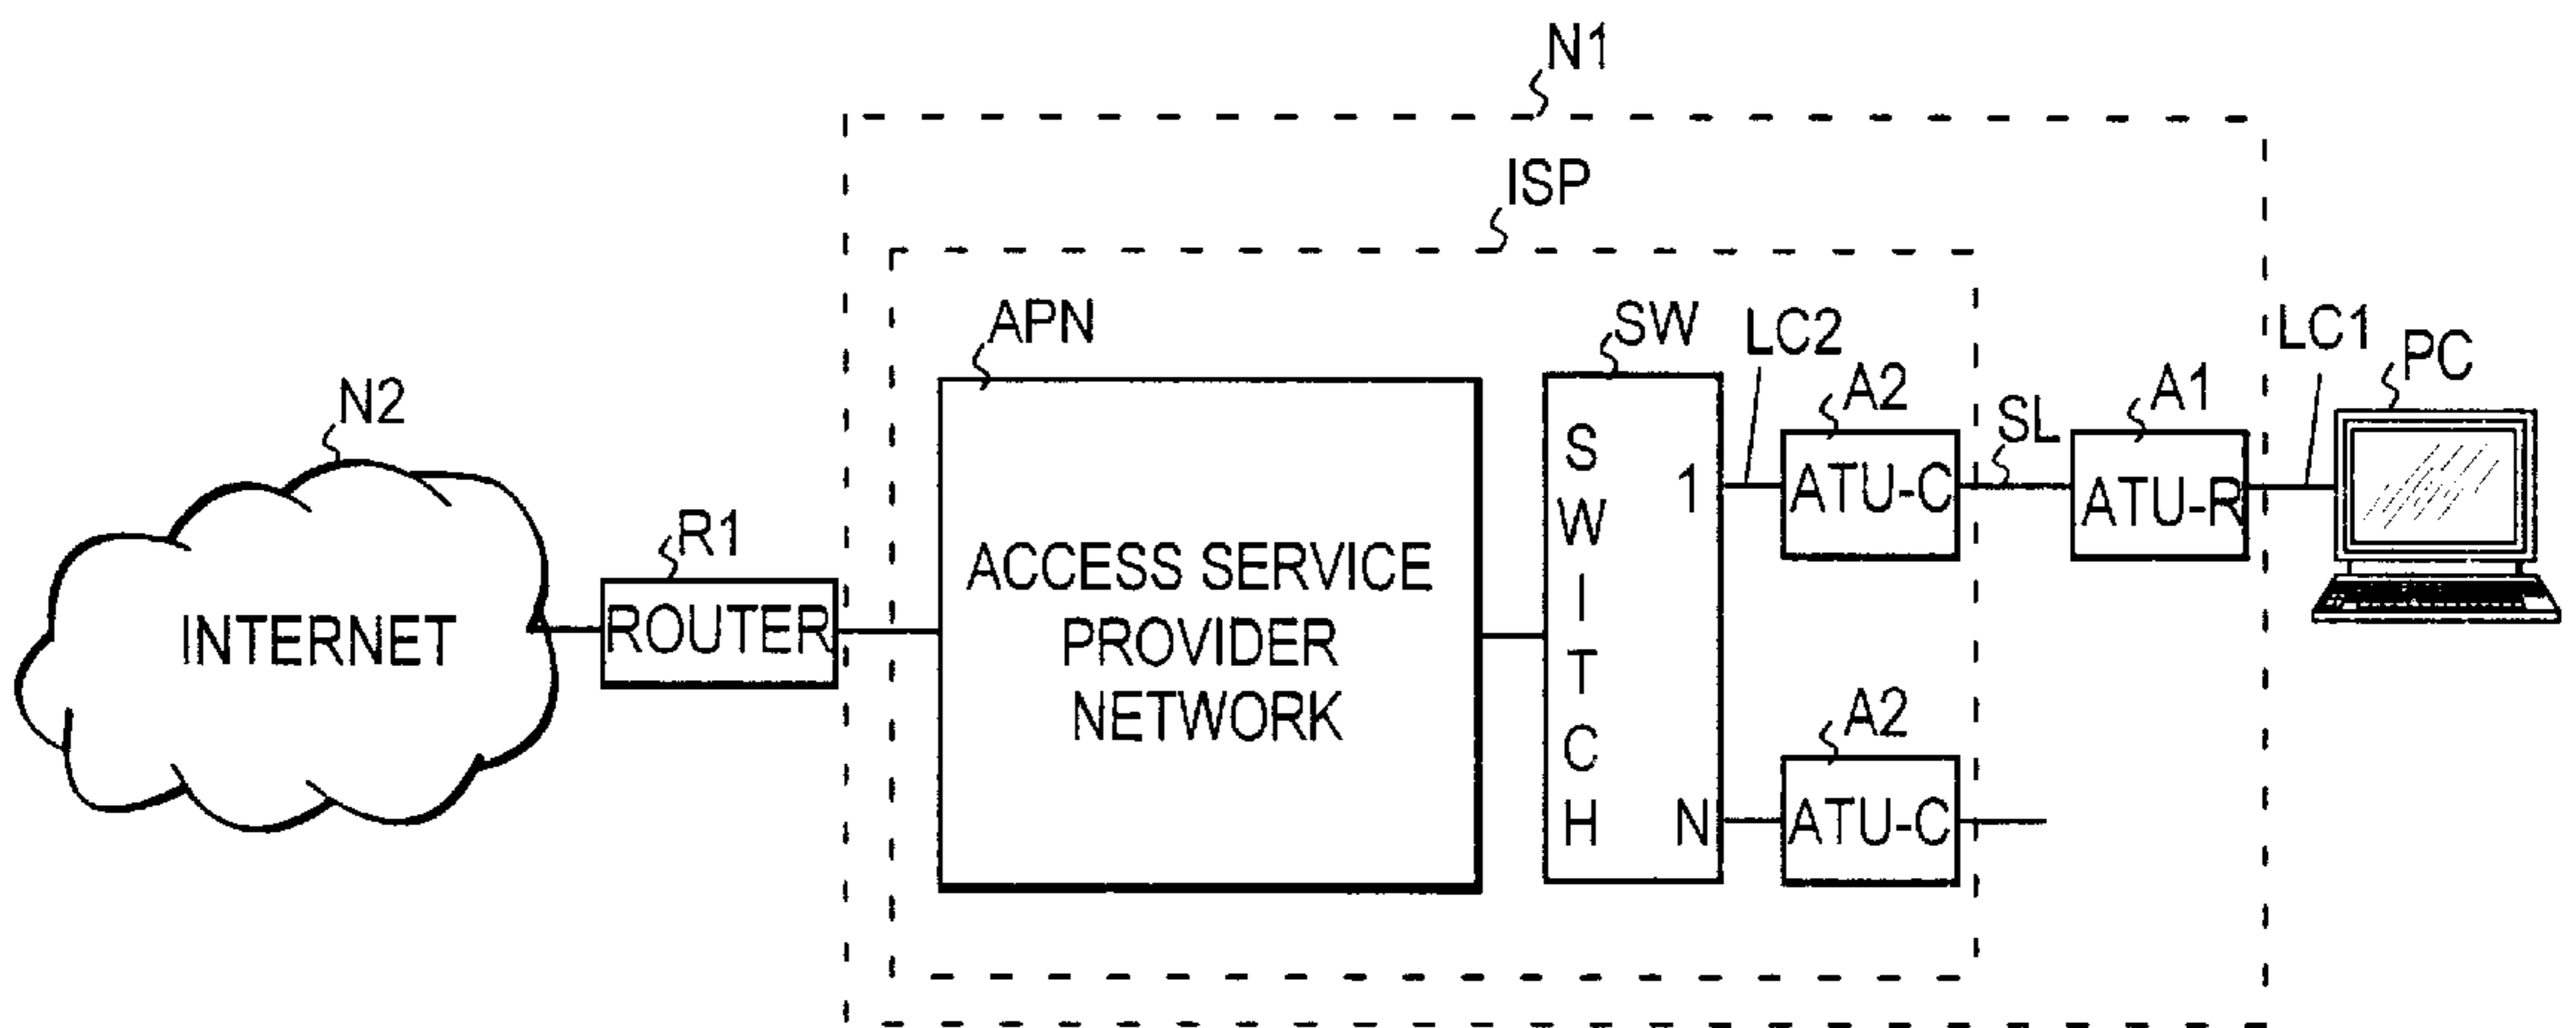 N1
ISP
APN
SW
LC2
A2
SL
A1
LC1
PC
N2
R1
INTERNET
ROUTER
ACCESS SERVICE
PROVIDER
NETWORK
SWITCH
1
N
ATU-C
ATU-R
A2
ATU-C